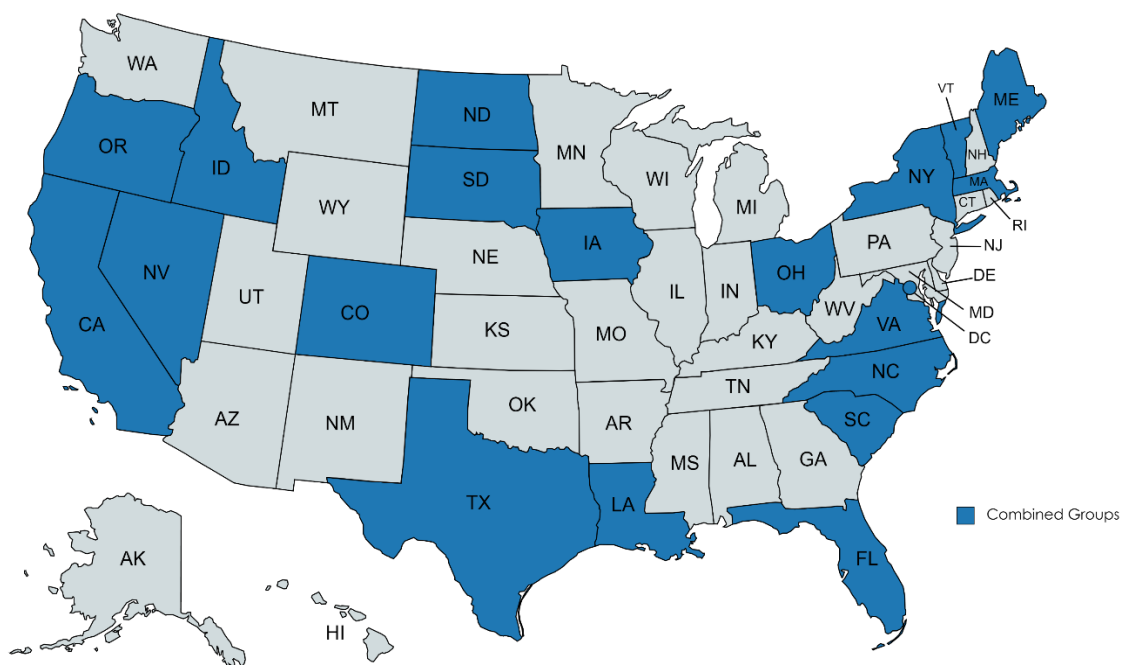 WA
MT
ND
MN
OR
ID
SD
WI
MI
WY
NE
IA
NV
UT
CO
CA
KS
MO
IL
IN
OH
PA
NY
VT
ME
NH
MA
CT
RI
NJ
DE
MD
DC
WV
VA
KY
NC
TN
SC
AZ
NM
OK
AR
MS
AL
GA
TX
LA
FL
AK
HI
Combined Groups